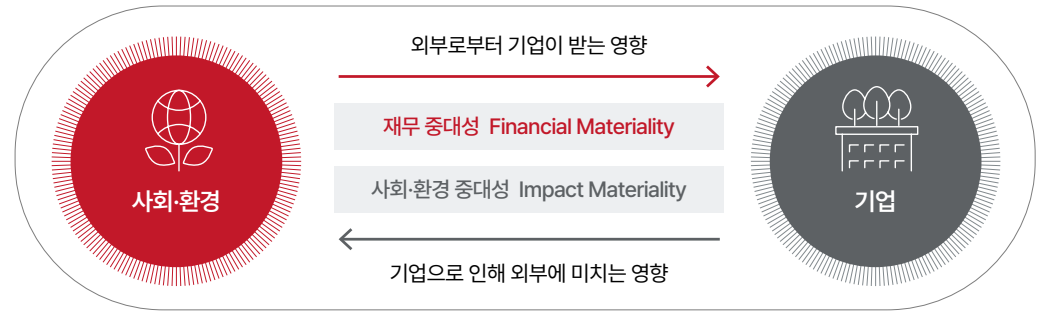 외부로부터 기업이 받는 영향
재무 중대성 Financial Materiality
사회·환경 중대성 Impact Materiality
기업으로 인해 외부에 미치는 영향
사회·환경
기업